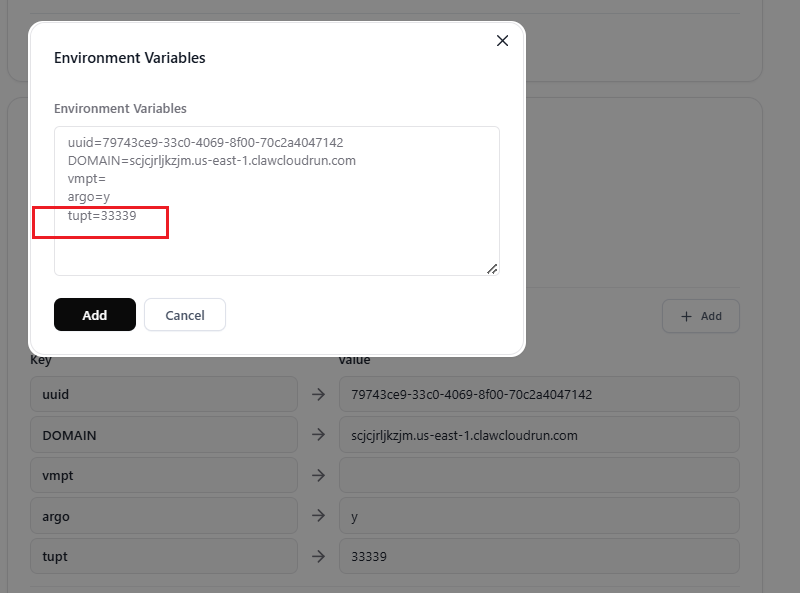 Environment Variables
Environment Variables
uuid=79743ce9-33c0-4069-8f00-70c2a4047142
DOMAIN=scjcjrljkzjm.us-east-1.clawcloudrun.com
vmpt=
argo=y
tupt=33339
Add
Cancel
Add
Key
Value
uuid
79743ce9-33c0-4069-8f00-70c2a4047142
DOMAIN
scjcjrljkzjm.us-east-1.clawcloudrun.com
vmpt
argo
y
tupt
33339